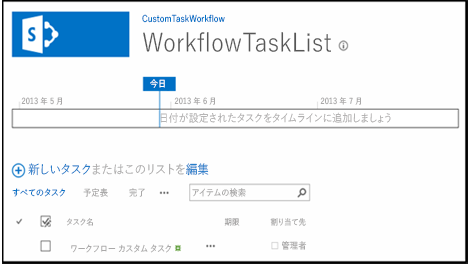 CustomTaskWorkflow
WorkflowTaskList
今日
2013 年 5 月 2013 年 6 月 2013 年 7 月
日付が設定されたタスクをタイムラインに追加しましょう
新しいタスクまたはこのリストを編集
すべてのタスク 予定表 完了 ••• アイテムの検索
タスク名 期限 割り当て先
ワークフロー カスタム タスク ••• 管理者